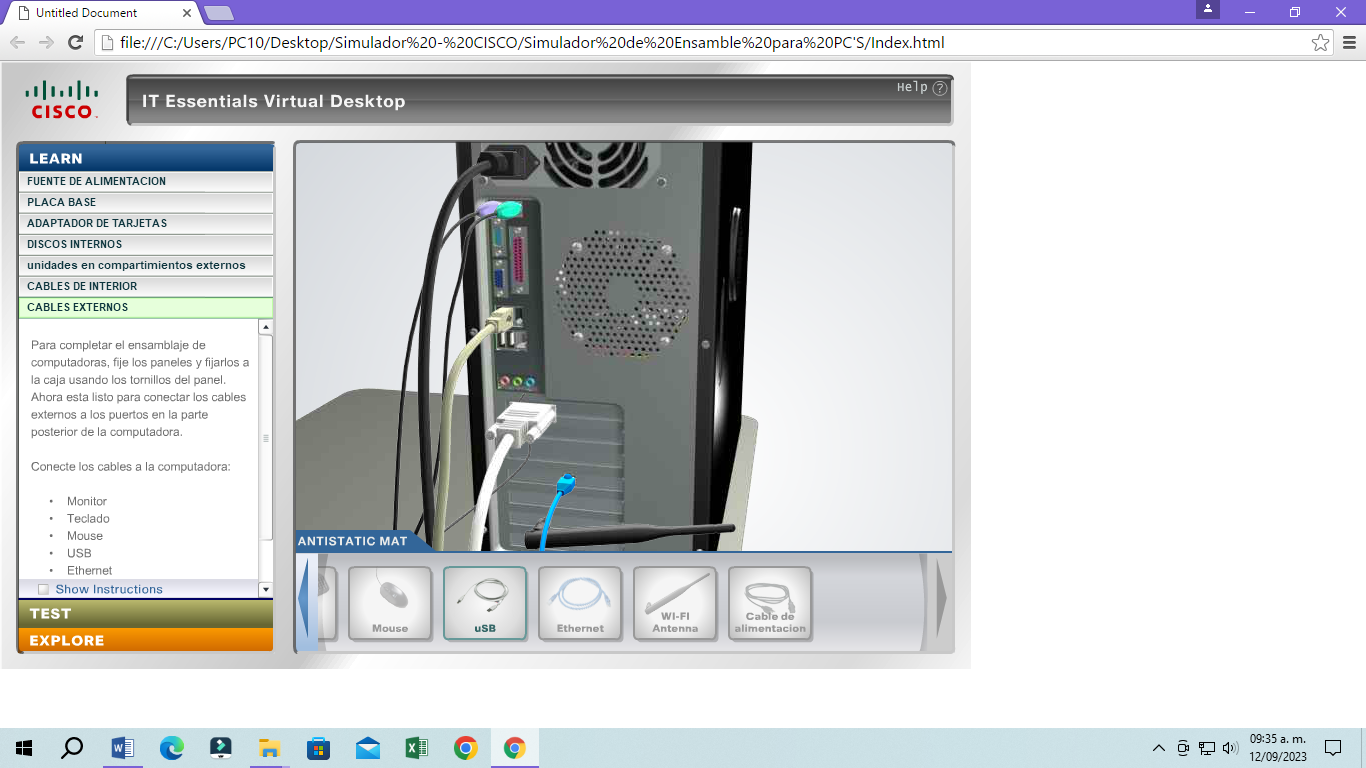 Untitled Document
file:///C:/Users/PC10/Desktop/Simulador%20-%20CISCO/Simulador%20de%20Ensamble%20para%20PC'S/Index.html
CISCO
IT Essentials Virtual Desktop
Help ?
LEARN
FUENTE DE ALIMENTACION
PLACA BASE
ADAPTADOR DE TARJETAS
DISCOS INTERNOS
unidades en compartimientos externos
CABLES DE INTERIOR
CABLES EXTERNOS
Para completar el ensamblaje de
computadoras, fije los paneles y fijarlos a
la caja usando los tornillos del panel.
Ahora esta listo para conectar los cables
externos a los puertos en la parte
posterior de la computadora.
Conecte los cables a la computadora:
• Monitor
• Teclado
• Mouse
• USB
• Ethernet
Show Instructions
TEST
EXPLORE
ANTISTATIC MAT
Mouse
uSB
Ethernet
WI-FI
Antenna
Cable de
alimentacion
09:35 a. m.
12/09/2023